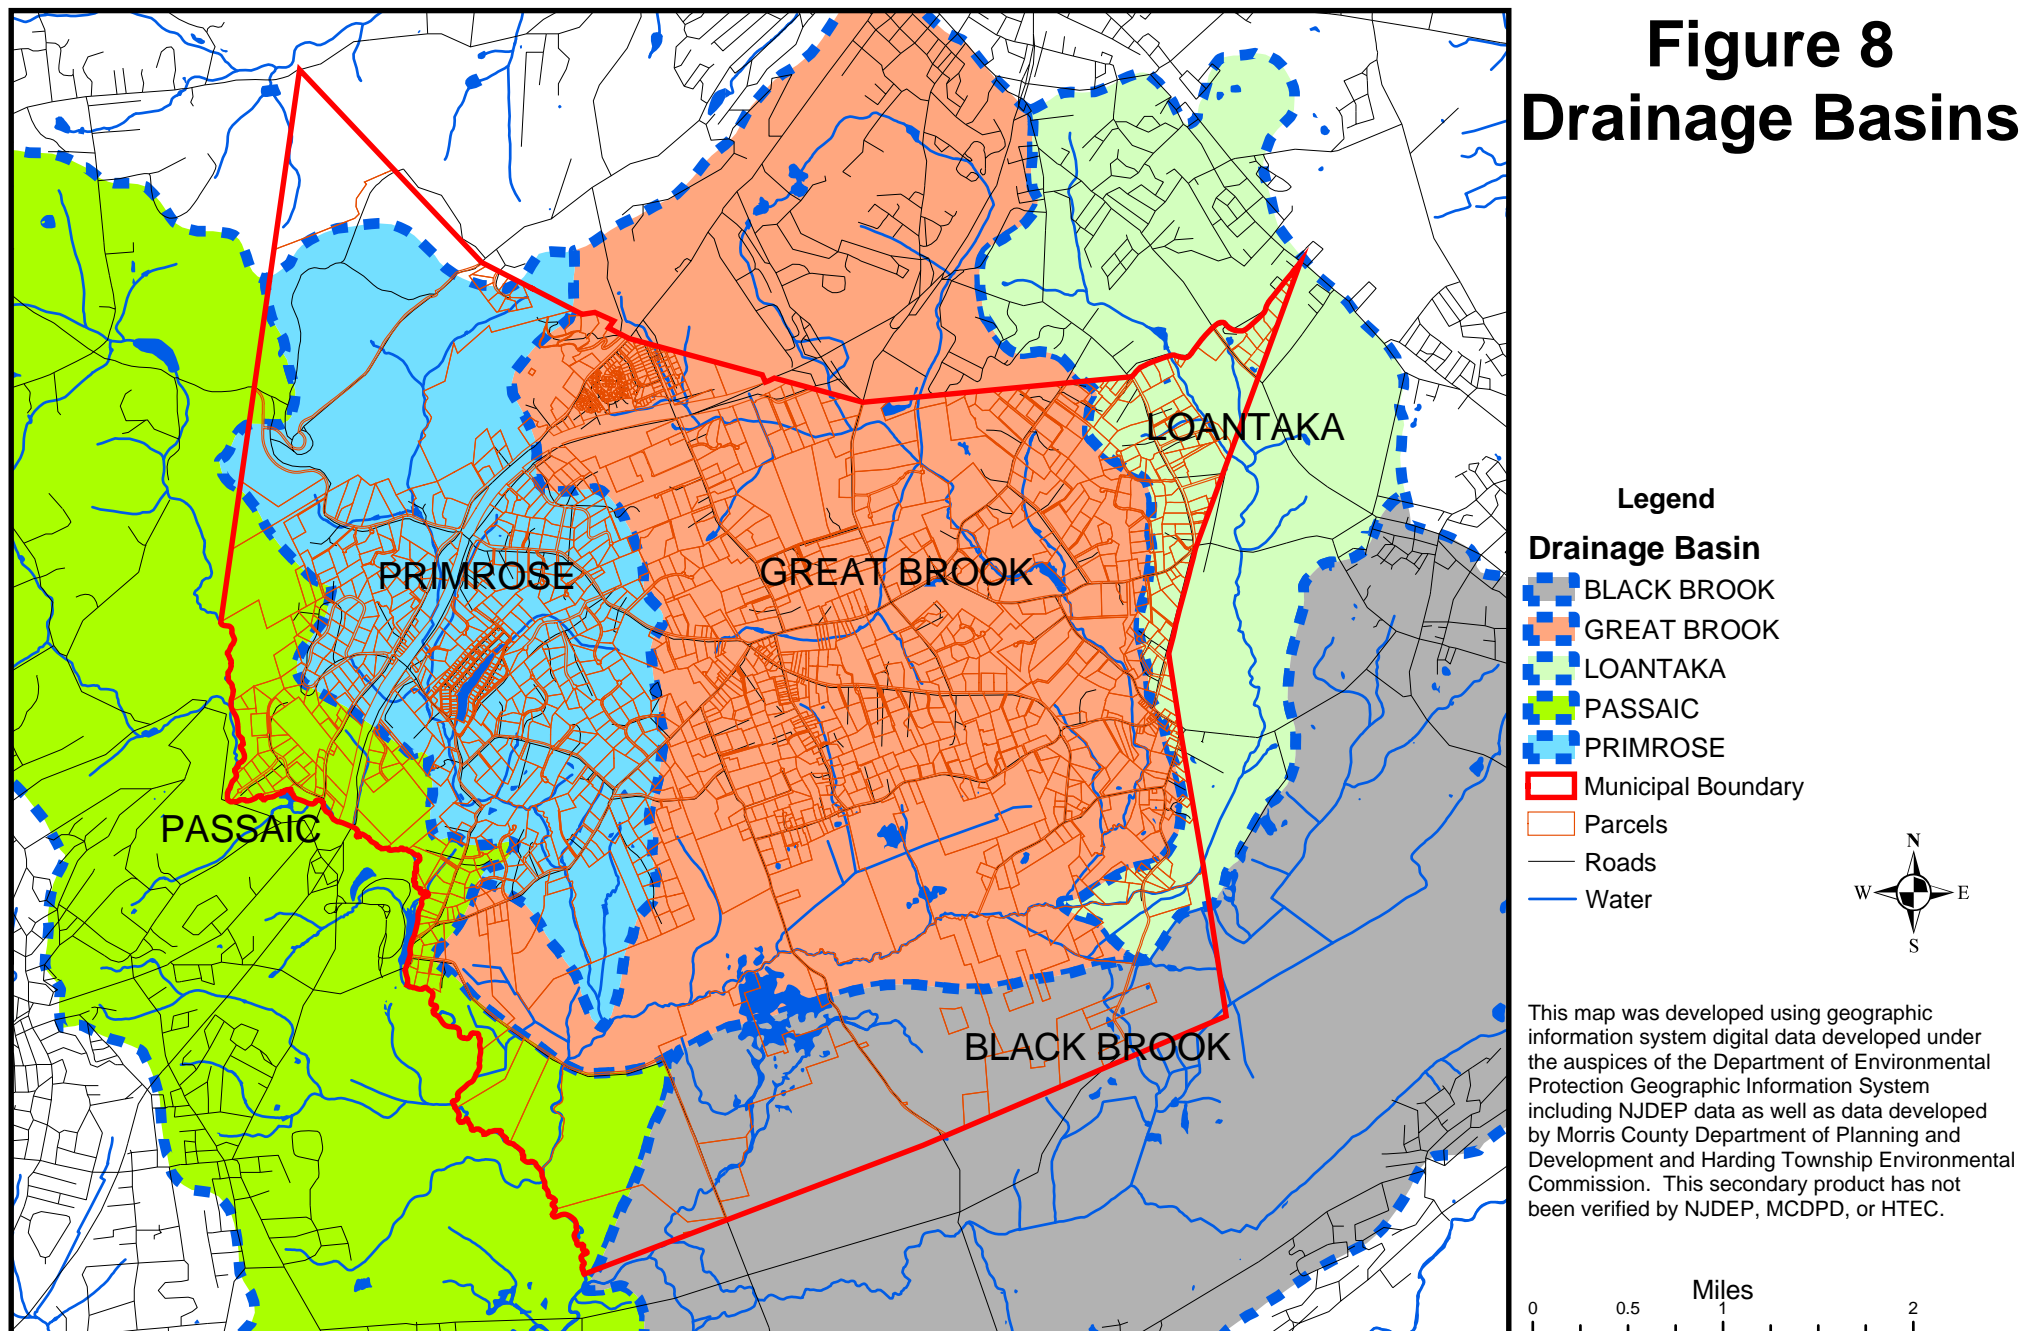 Figure 8
Drainage Basins
LOANTAKA
PRIMROSE
GREAT BROOK
PASSAIC
BLACK BROOK
Legend
Drainage Basin
BLACK BROOK
GREAT BROOK
LOANTAKA
PASSAIC
PRIMROSE
Municipal Boundary
Parcels
Roads
Water
N
W E
S
This map was developed using geographic
information system digital data developed under
the auspices of the Department of Environmental
Protection Geographic Information System
including NJDEP data as well as data developed
by Morris County Department of Planning and
Development and Harding Township Environmental
Commission. This secondary product has not
been verified by NJDEP, MCDPD, or HTEC.
Miles
0 0.5 1 2